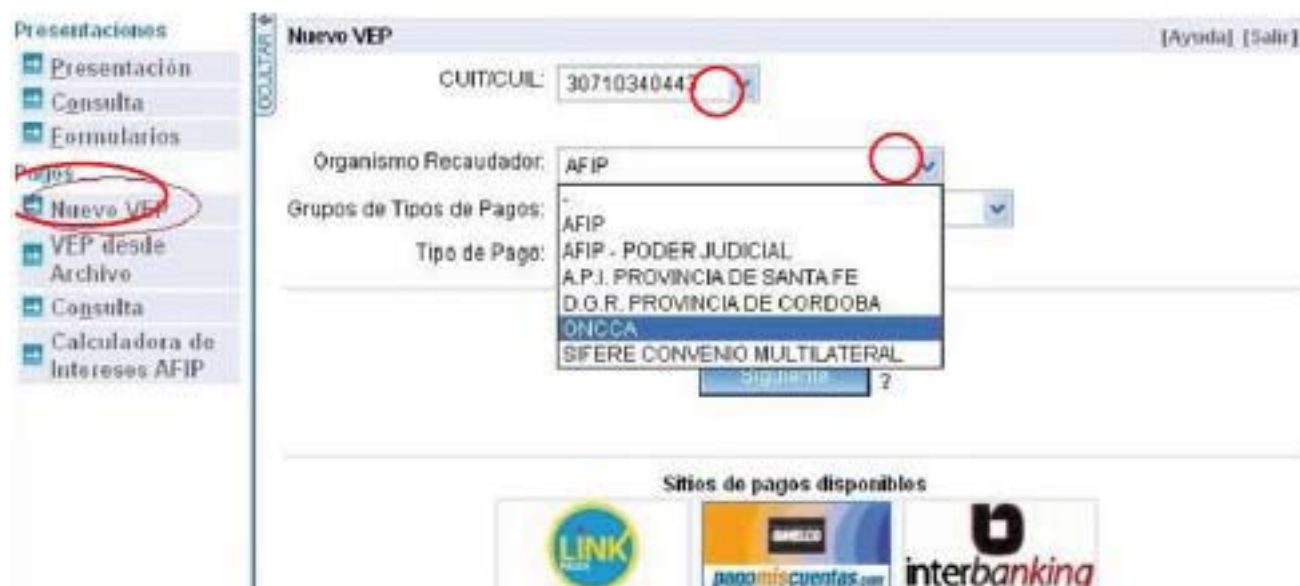 Presentaciones
Presentación
Consulta
Formularios
Pagos
Nuevo VEP
VEP desde
Archivo
Consulta
Calculadora de
Intereses AFIP
OCULTAR
Nuevo VEP [Ayuda] [Salir]
CUIT/CUIL: 30710340443
Organismo Recaudador: AFIP
Grupos de Tipos de Pagos:
Tipo de Pago:
-
AFIP
AFIP - PODER JUDICIAL
A.P.I. PROVINCIA DE SANTA FE
D.G.R. PROVINCIA DE CORDOBA
ONCCA
SIFERE CONVENIO MULTILATERAL
Siguiente ?
Sitios de pagos disponibles
LINK
BANELCO
pagomiscuentas.com
interbanking